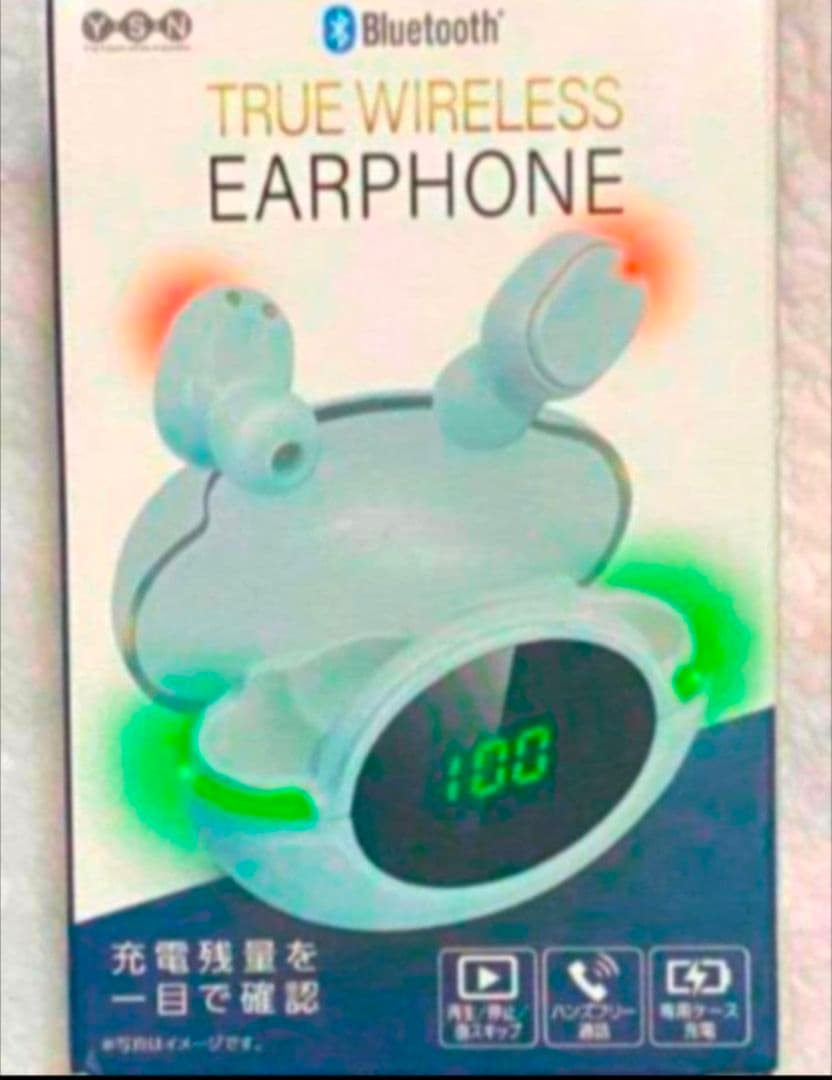 YSN
Bluetooth®
TRUE WIRELESS
EARPHONE
100
充電残量を
一目で確認
再生/停止/
曲スキップ
ハンズフリー
通話
専用ケース
充電
※写真はイメージです。